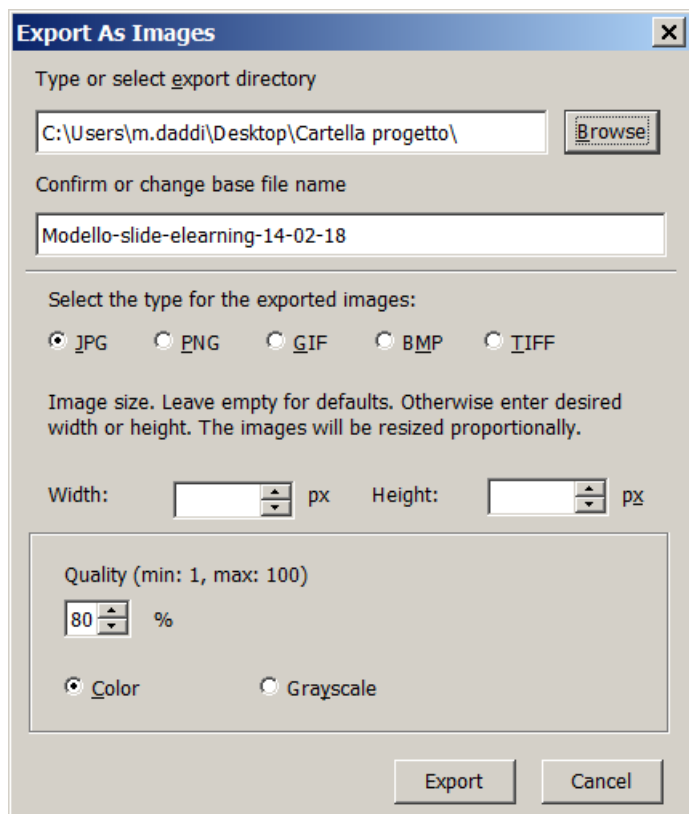 Export As Images
Type or select export directory
C:\Users\m.daddi\Desktop\Cartella progetto\
Browse
Confirm or change base file name
Modello-slide-elearning-14-02-18
Select the type for the exported images:
JPG PNG GIF BMP TIFF
Image size. Leave empty for defaults. Otherwise enter desired
width or height. The images will be resized proportionally.
Width: px Height: px
Quality (min: 1, max: 100)
80 %
Color Grayscale
Export Cancel